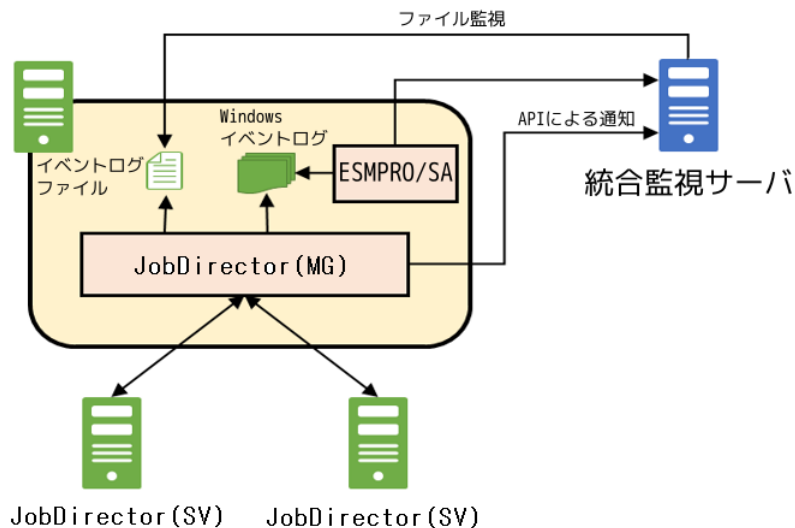 ファイル監視
Windows
イベントログ
APIによる通知
イベントログ
ファイル
ESMPRO/SA
統合監視サーバ
JobDirector(MG)
JobDirector(SV)
JobDirector(SV)